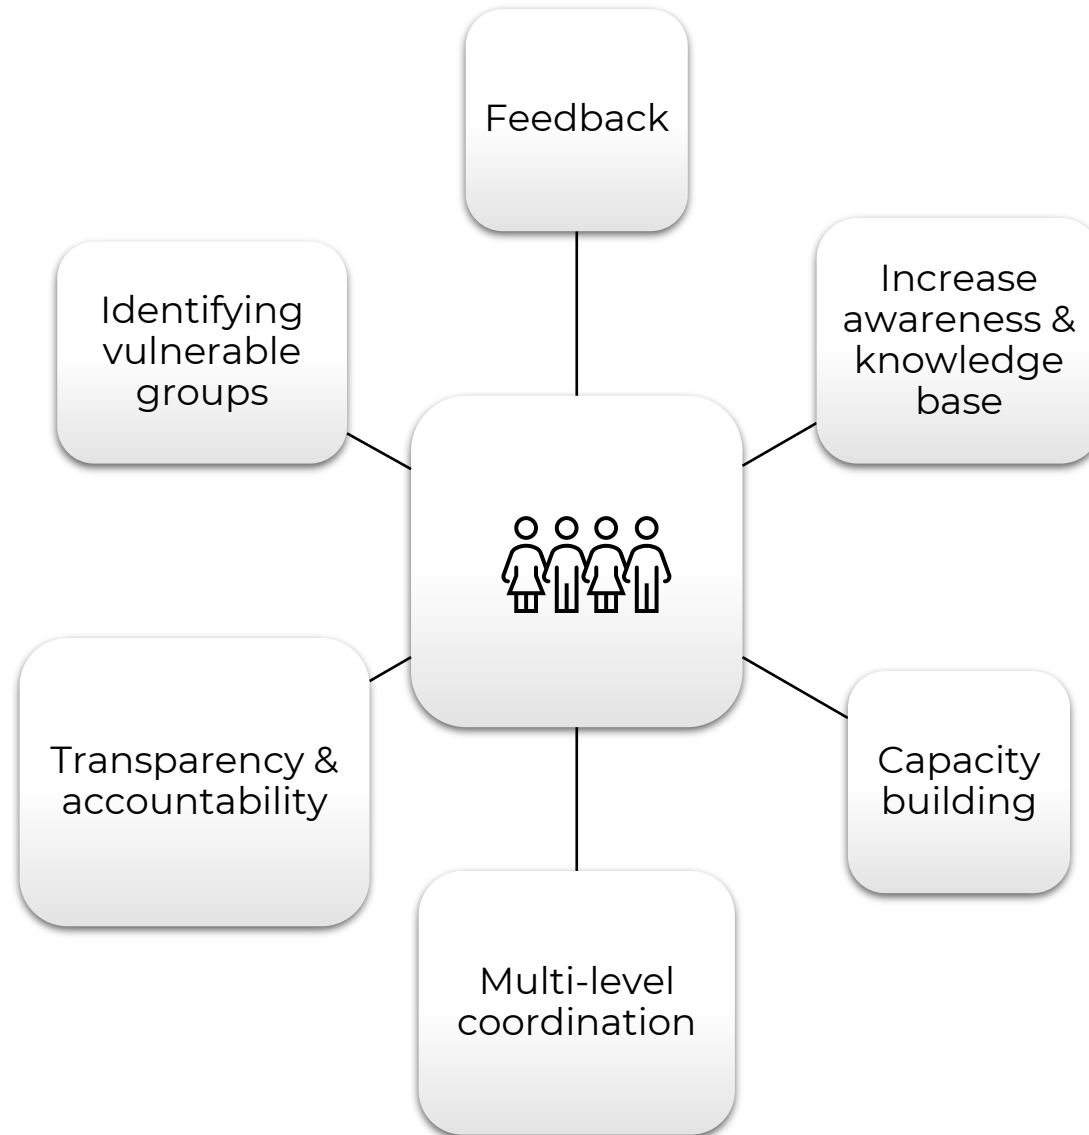 Feedback
Increase
awareness &
knowledge
base
Capacity
building
Multi-level
coordination
Transparency &
accountability
Identifying
vulnerable
groups